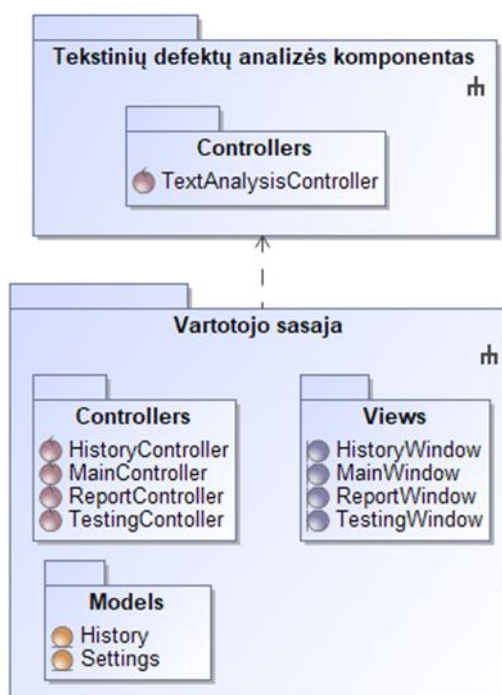 Tekstinių defektų analizės komponentas
Controllers
TextAnalysisController
Vartotojo sasaja
Controllers
HistoryController
MainController
ReportController
TestingContoller
Views
HistoryWindow
MainWindow
ReportWindow
TestingWindow
Models
History
Settings